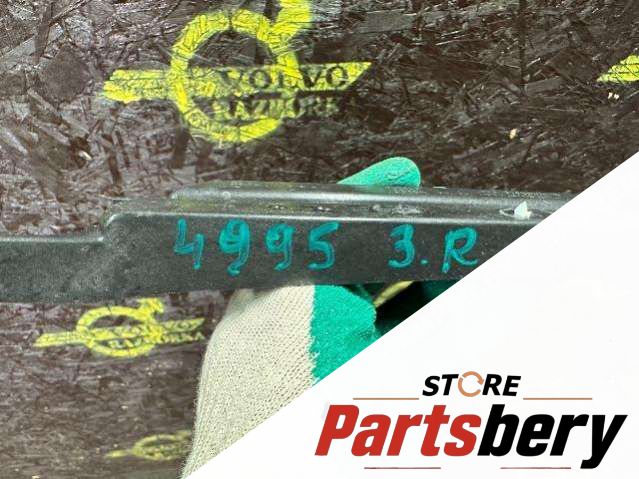 VOLVO
RAZBORKA
4995 3.R
STORE
Partsbery